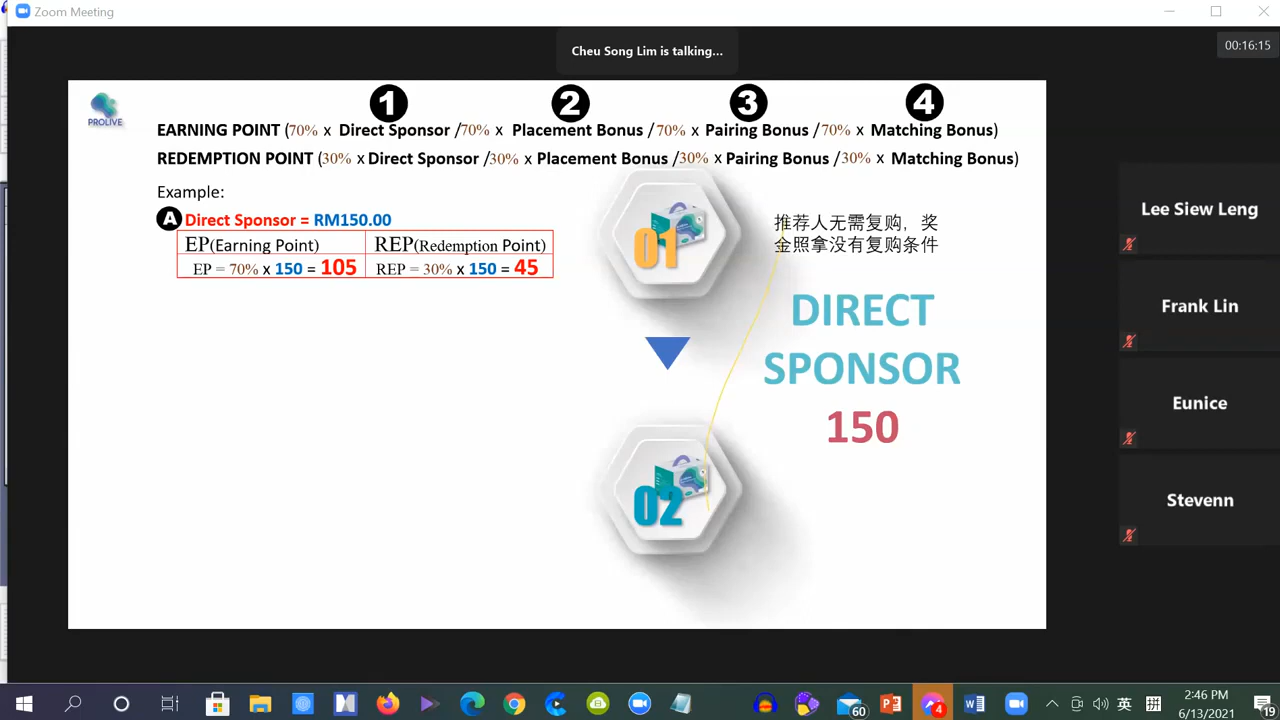 Zoom Meeting
Cheu Song Lim is talking...
00:16:15
PROLIVE
1 2 3 4
EARNING POINT (70% x Direct Sponsor /70% x Placement Bonus /70% x Pairing Bonus /70% x Matching Bonus)
REDEMPTION POINT (30% x Direct Sponsor /30% x Placement Bonus /30% x Pairing Bonus /30% x Matching Bonus)
Example:
A Direct Sponsor = RM150.00
EP(Earning Point) REP(Redemption Point)
EP = 70% x 150 = 105 REP = 30% x 150 = 45
01
推荐人无需复购，奖
金照拿没有复购条件
DIRECT
SPONSOR
150
02
Lee Siew Leng
Frank Lin
Eunice
Stevenn
60
4
英
拼
2:46 PM
6/13/2021
19